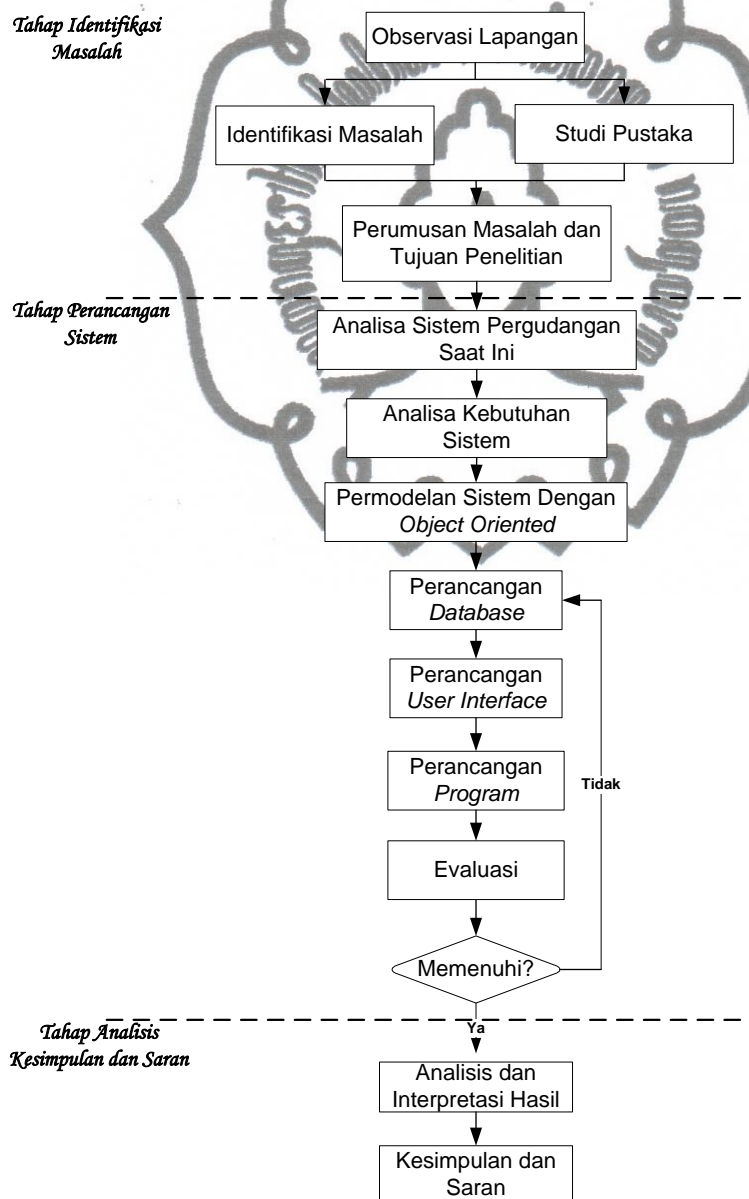 Tahap Identifikasi
Masalah
Observasi Lapangan
Identifikasi Masalah
Studi Pustaka
Perumusan Masalah dan
Tujuan Penelitian
Tahap Perancangan
Sistem
Analisa Sistem Pergudangan
Saat Ini
Analisa Kebutuhan
Sistem
Permodelan Sistem Dengan
Object Oriented
Perancangan
Database
Perancangan
User Interface
Perancangan
Program
Tidak
Evaluasi
Memenuhi?
Ya
Tahap Analisis
Kesimpulan dan Saran
Analisis dan
Interpretasi Hasil
Kesimpulan dan
Saran